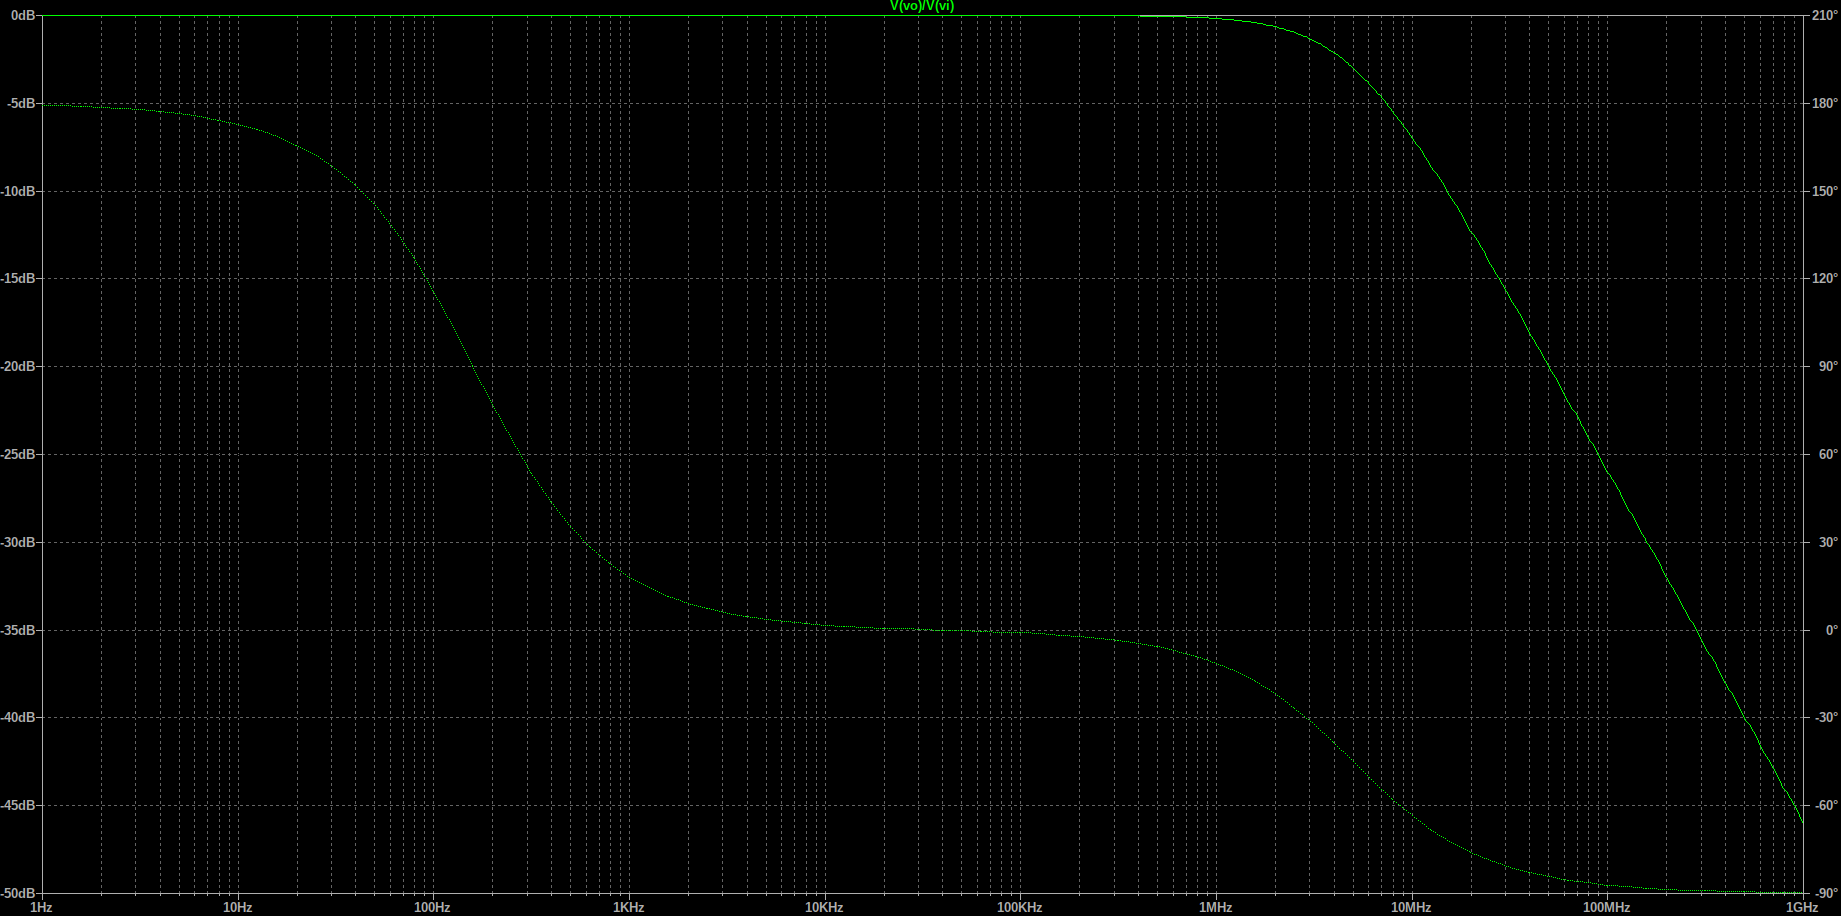 V(vo)/V(vi)
0dB 210°
-5dB 180°
-10dB 150°
-15dB 120°
-20dB 90°
-25dB 60°
-30dB 30°
-35dB 0°
-40dB -30°
-45dB -60°
-50dB -90°
1Hz 10Hz 100Hz 1KHz 10KHz 100KHz 1MHz 10MHz 100MHz 1GHz